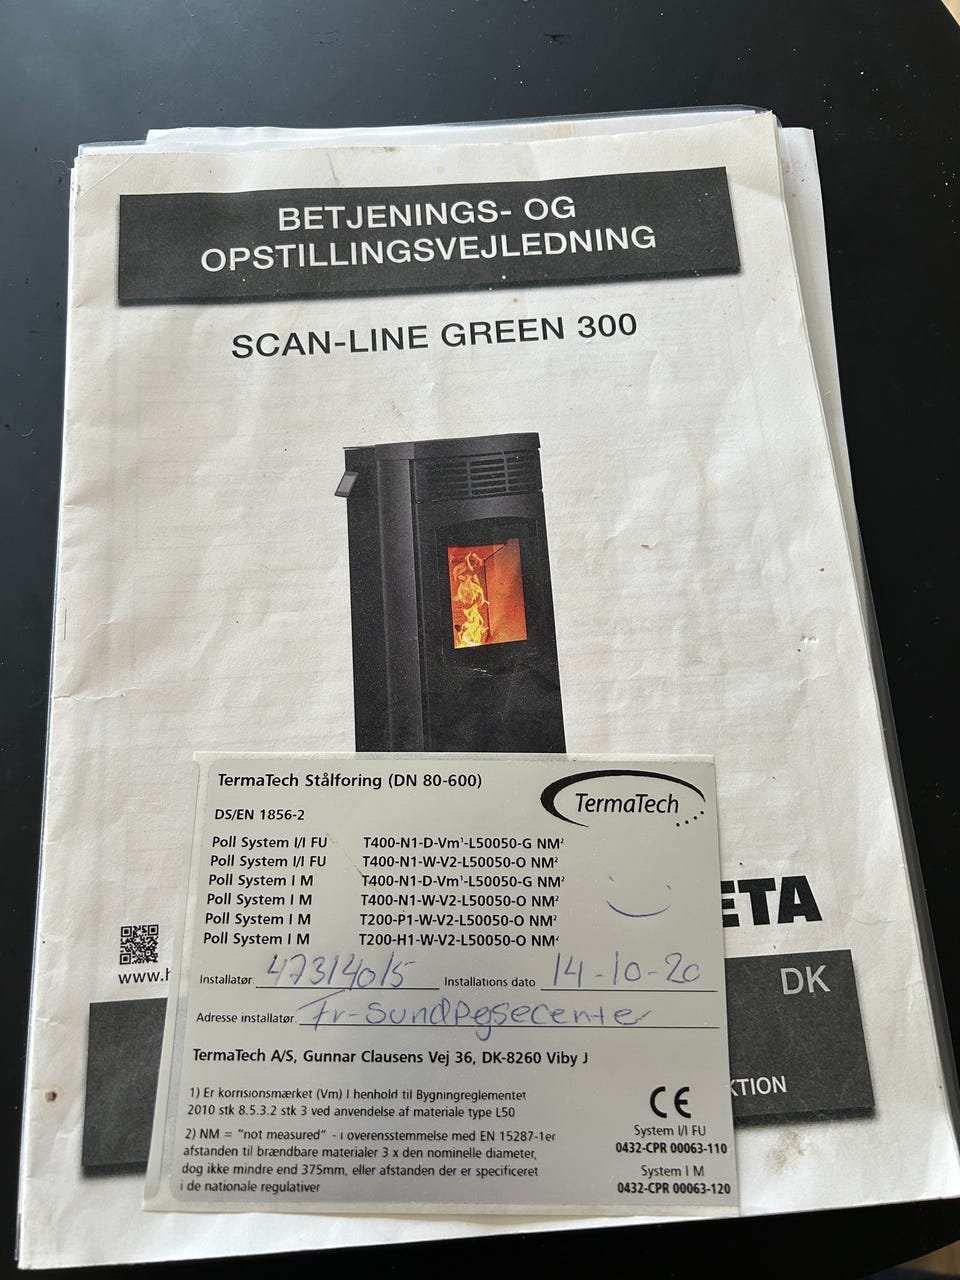 BETJENINGS- OG
OPSTILLINGSVEJLEDNING
SCAN-LINE GREEN 300
TermaTech Stålforing (DN 80-600)
TermaTech
DS/EN 1856-2
Poll System I/I FU T400-N1-D-Vm¹-L50050-G NM²
Poll System I/I FU T400-N1-W-V2-L50050-O NM²
Poll System I M T400-N1-D-Vm¹-L50050-G NM²
Poll System I M T400-N1-W-V2-L50050-O NM²
Poll System I M T200-P1-W-V2-L50050-O NM²
Poll System I M T200-H1-W-V2-L50050-O NM²
ETA
www.h
DK
Installatør 47314015 Installations dato 14-10-20
Adresse installatør Fr-Sundpejsecenter
KTION
TermaTech A/S, Gunnar Clausens Vej 36, DK-8260 Viby J
1) Er korrisionsmærket (Vm) I henhold til Bygningreglementet
2010 stk 8.5.3.2 stk 3 ved anvendelse af materiale type L50
2) NM = "not measured" - i overensstemmelse med EN 15287-1er
afstanden til brændbare materialer 3 x den nominelle diameter,
dog ikke mindre end 375mm, eller afstanden der er specificeret
i de nationale regulativer
CE
System I/I FU
0432-CPR 00063-110
System I M
0432-CPR 00063-120